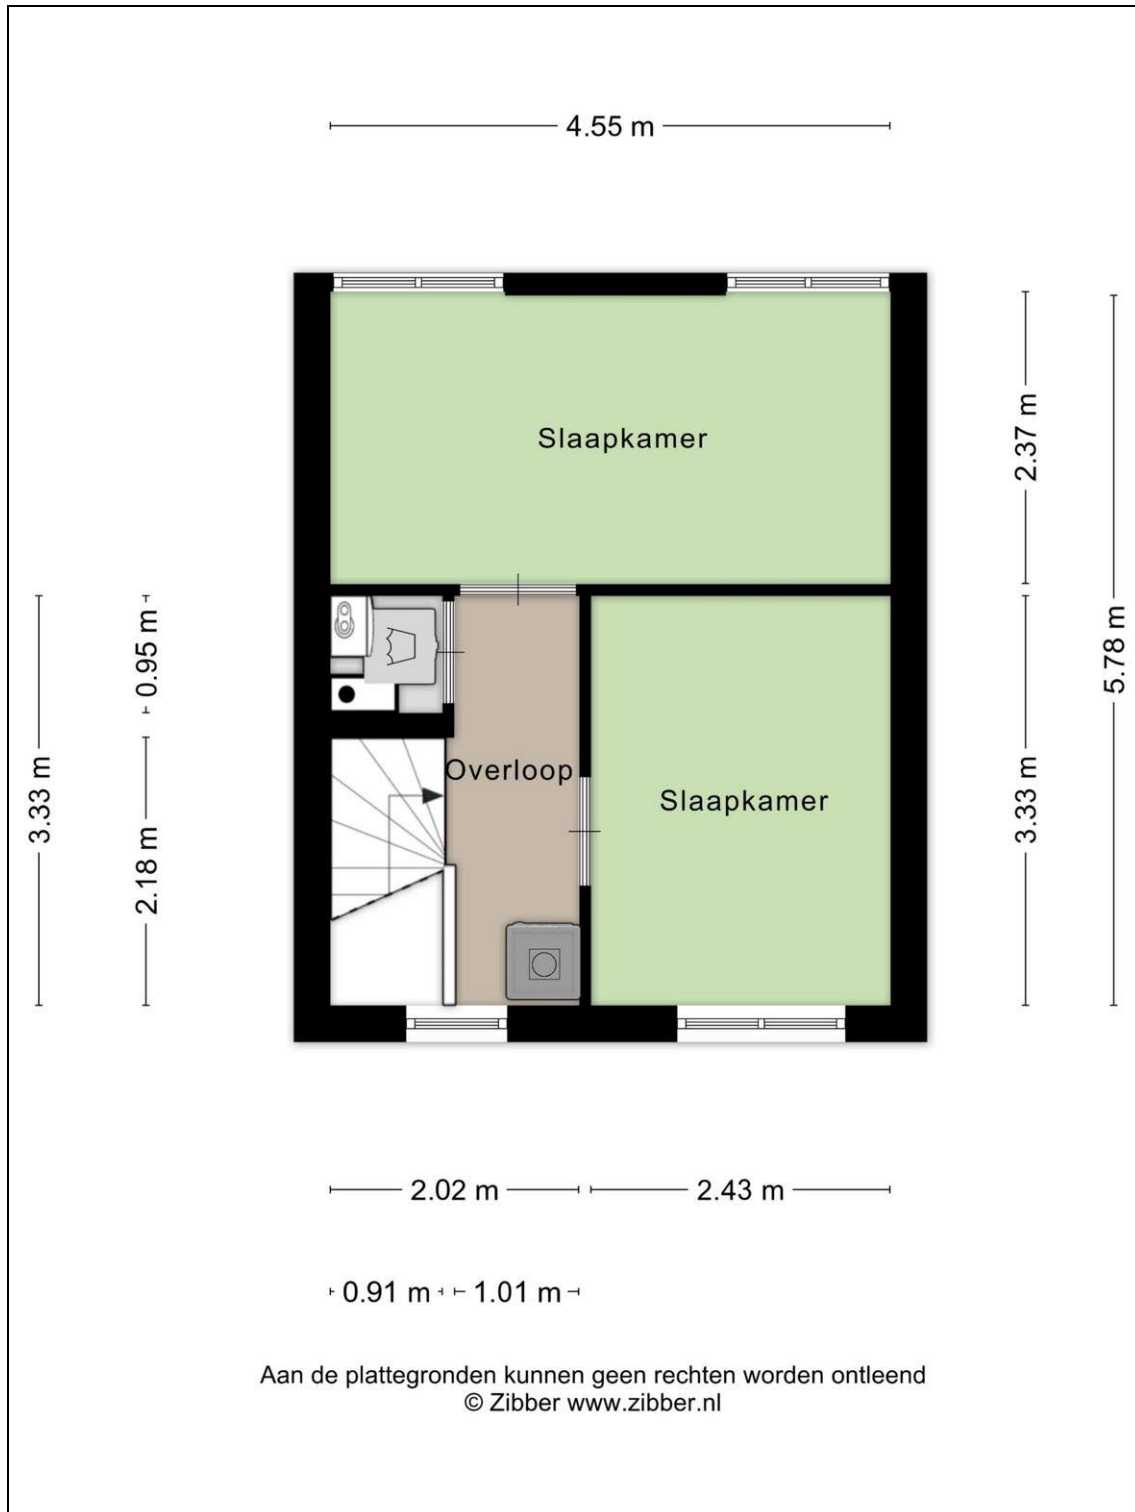 4.55 m
Slaapkamer
2.37 m
5.78 m
0.95 m
3.33 m
2.18 m
Overloop
Slaapkamer
3.33 m
2.02 m
2.43 m
0.91 m
1.01 m
Aan de plattegronden kunnen geen rechten worden ontleend
© Zibber www.zibber.nl